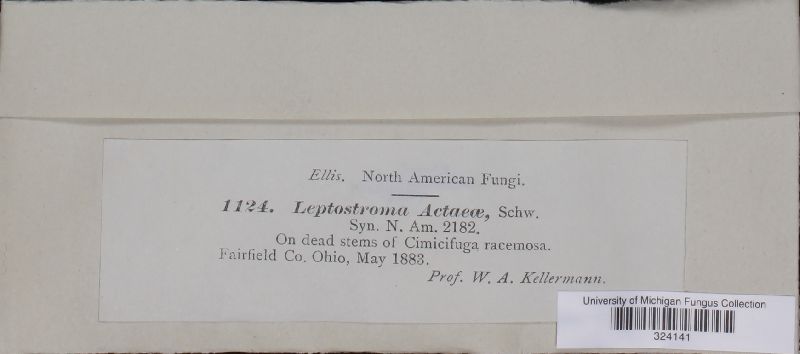 Ellis. North American Fungi.
1124. Leptostroma Actaeæ, Schw.
Syn. N. Am. 2182.
On dead stems of Cimicifuga racemosa.
Fairfield Co. Ohio, May 1883.
Prof. W. A. Kellermann.
University of Michigan Fungus Collection
324141